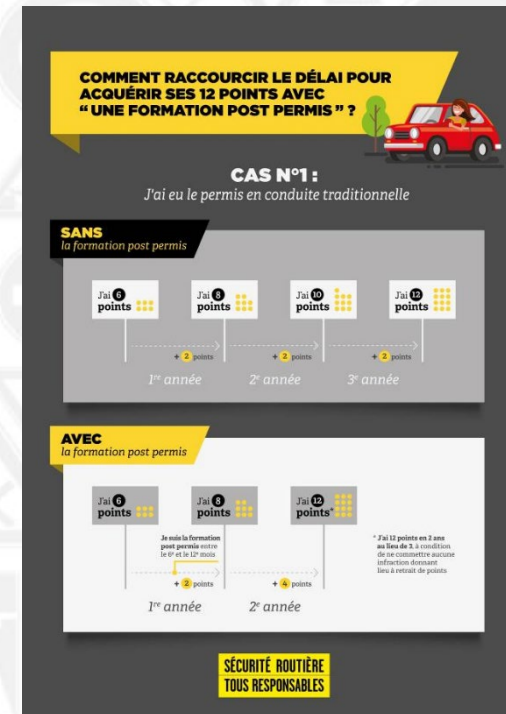 COMMENT RACCOURCIR LE DÉLAI POUR
ACQUÉRIR SES 12 POINTS AVEC
“ UNE FORMATION POST PERMIS ” ?
CAS N°1 :
J'ai eu le permis en conduite traditionnelle
SANS
la formation post permis
J'ai 6
points
J'ai 8
points
J'ai 10
points
J'ai 12
points
+ 2 points
+ 2 points
+ 2 points
1re année
2e année
3e année
AVEC
la formation post permis
J'ai 6
points
J'ai 8
points
J'ai 12
points*
Je suis la formation
post permis entre
le 6e et le 12e mois
* J'ai 12 points en 2 ans
au lieu de 3, à condition
de ne commettre aucune
infraction donnant
lieu à retrait de points
+ 2 points
+ 4 points
1re année
2e année
SÉCURITÉ ROUTIÈRE
TOUS RESPONSABLES